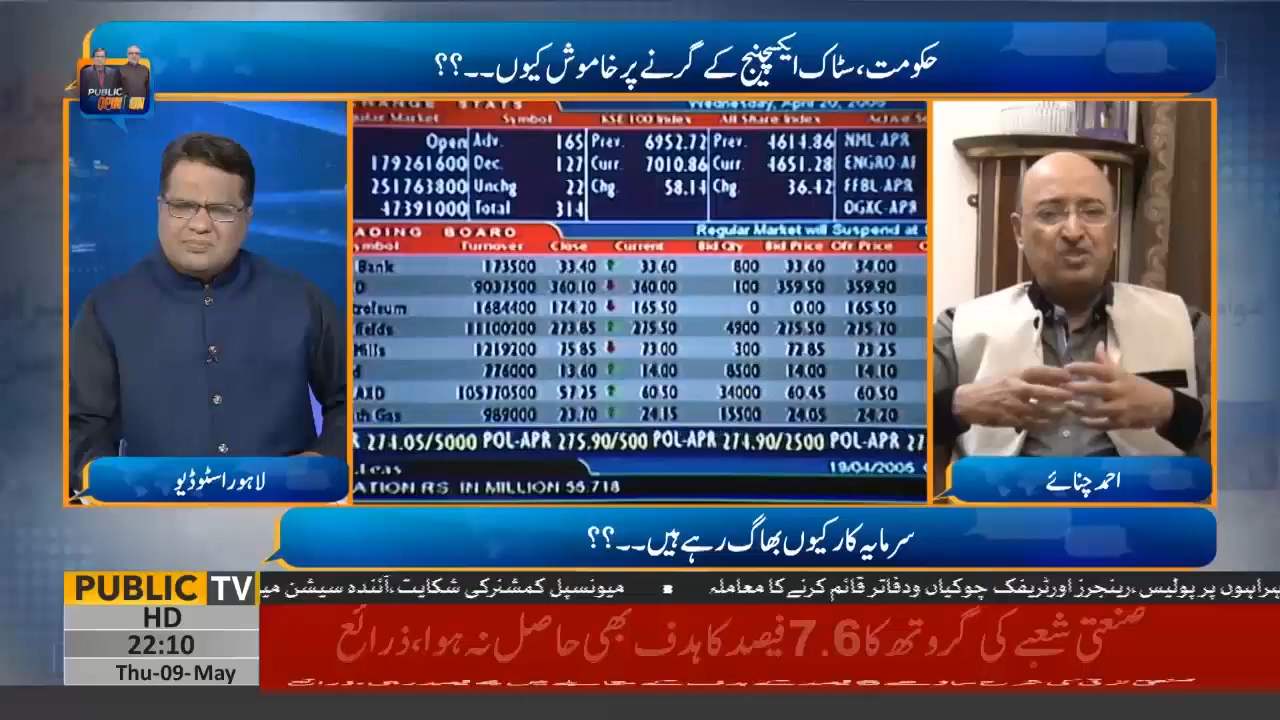 حکومت، سٹاک ایکسچینج کے گرنے پر خاموش کیوں۔۔؟؟
PUBLIC
OPINION
STATS
Wednesday, April 20, 2005
Market Symbol KSE 100 Index All Share Index
Open Adv. 165 Prev. 6952.72 Prev. 4614.86 NML-APR
179261600 Dec. 127 Curr. 7010.86 Curr. 4651.28
251763800 Unchg 22 Chg. 58.14 Chg. 36.42 FFBL-APR
47391000 Total 314
BOARD Regular Market will Suspend at
Turnover Close Current Bid Qty Bid Price Ofr Price
Bank 173500 33.40 33.60 800 33.60 34.00
9037500 360.10 360.00 100 359.50 359.90
1684400 174.20 165.50 0 0.00 165.50
11100200 273.85 275.50 4900 275.50 275.70
Mills 1219200 75.85 73.00 300 72.85 73.25
776000 13.60 14.00 8500 14.00 14.10
105770500 57.25 60.50 34000 60.45 60.50
Gas 989000 23.70 24.15 15500 24.05 24.20
274.05/5000 POL-APR 275.90/500 POL-APR 274.90/2500 POL-APR 27
19/04/2005
RS. IN MILLION 56.718
لاہور اسٹوڈیو
احمد چنائے
سرمایہ کار کیوں بھاگ رہے ہیں۔۔؟؟
PUBLIC TV
HD
22:10
Thu-09-May
پر پولیس، رینجرز اور ٹریفک چوکیاں ودفاتر قائم کرنے کا معاملہ
میونسپل کمشنر کی شکایت، آئندہ سیشن
صنعتی شعبے کی گروتھ کا 7.6 فیصد کا ہدف بھی حاصل نہ ہوا، ذرائع